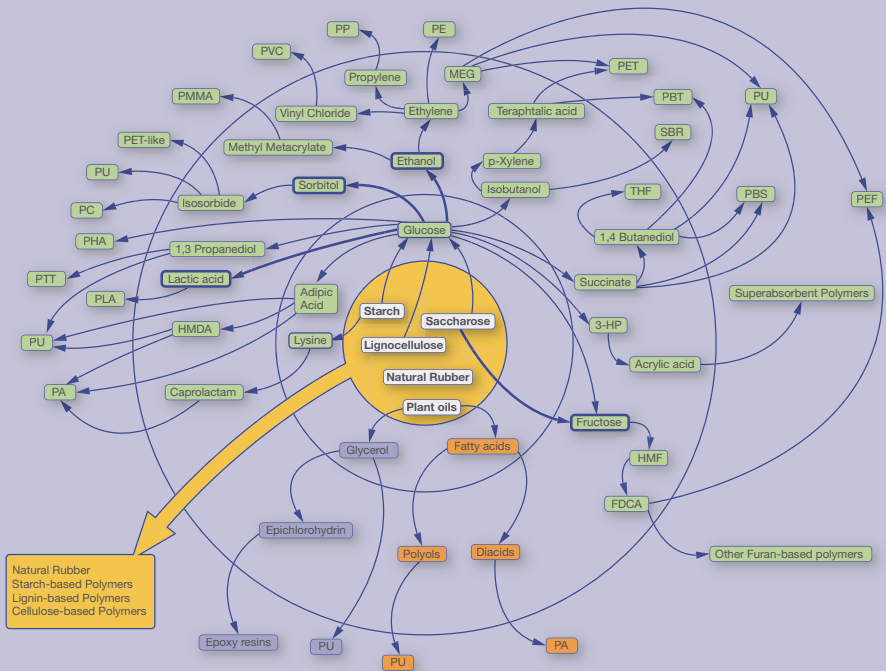 PP
PE
PVC
Propylene
MEG
PET
PMMA
Vinyl Chloride
Ethylene
Teraphtalic acid
PBT
PU
PET-like
Methyl Metacrylate
SBR
Ethanol
p-Xylene
PU
Sorbitol
Isobutanol
THF
PBS
PEF
PC
Isosorbide
PHA
Glucose
1,4 Butanediol
1,3 Propanediol
PTT
Lactic acid
Succinate
PLA
Adipic
Acid
Superabsorbent Polymers
Starch
Saccharose
3-HP
PU
HMDA
Lysine
Lignocellulose
Acrylic acid
Natural Rubber
PA
Caprolactam
Plant oils
Fructose
Glycerol
Fatty acids
HMF
FDCA
Epichlorohydrin
Polyols
Diacids
Other Furan-based polymers
Natural Rubber
Starch-based Polymers
Lignin-based Polymers
Cellulose-based Polymers
Epoxy resins
PU
PU
PA